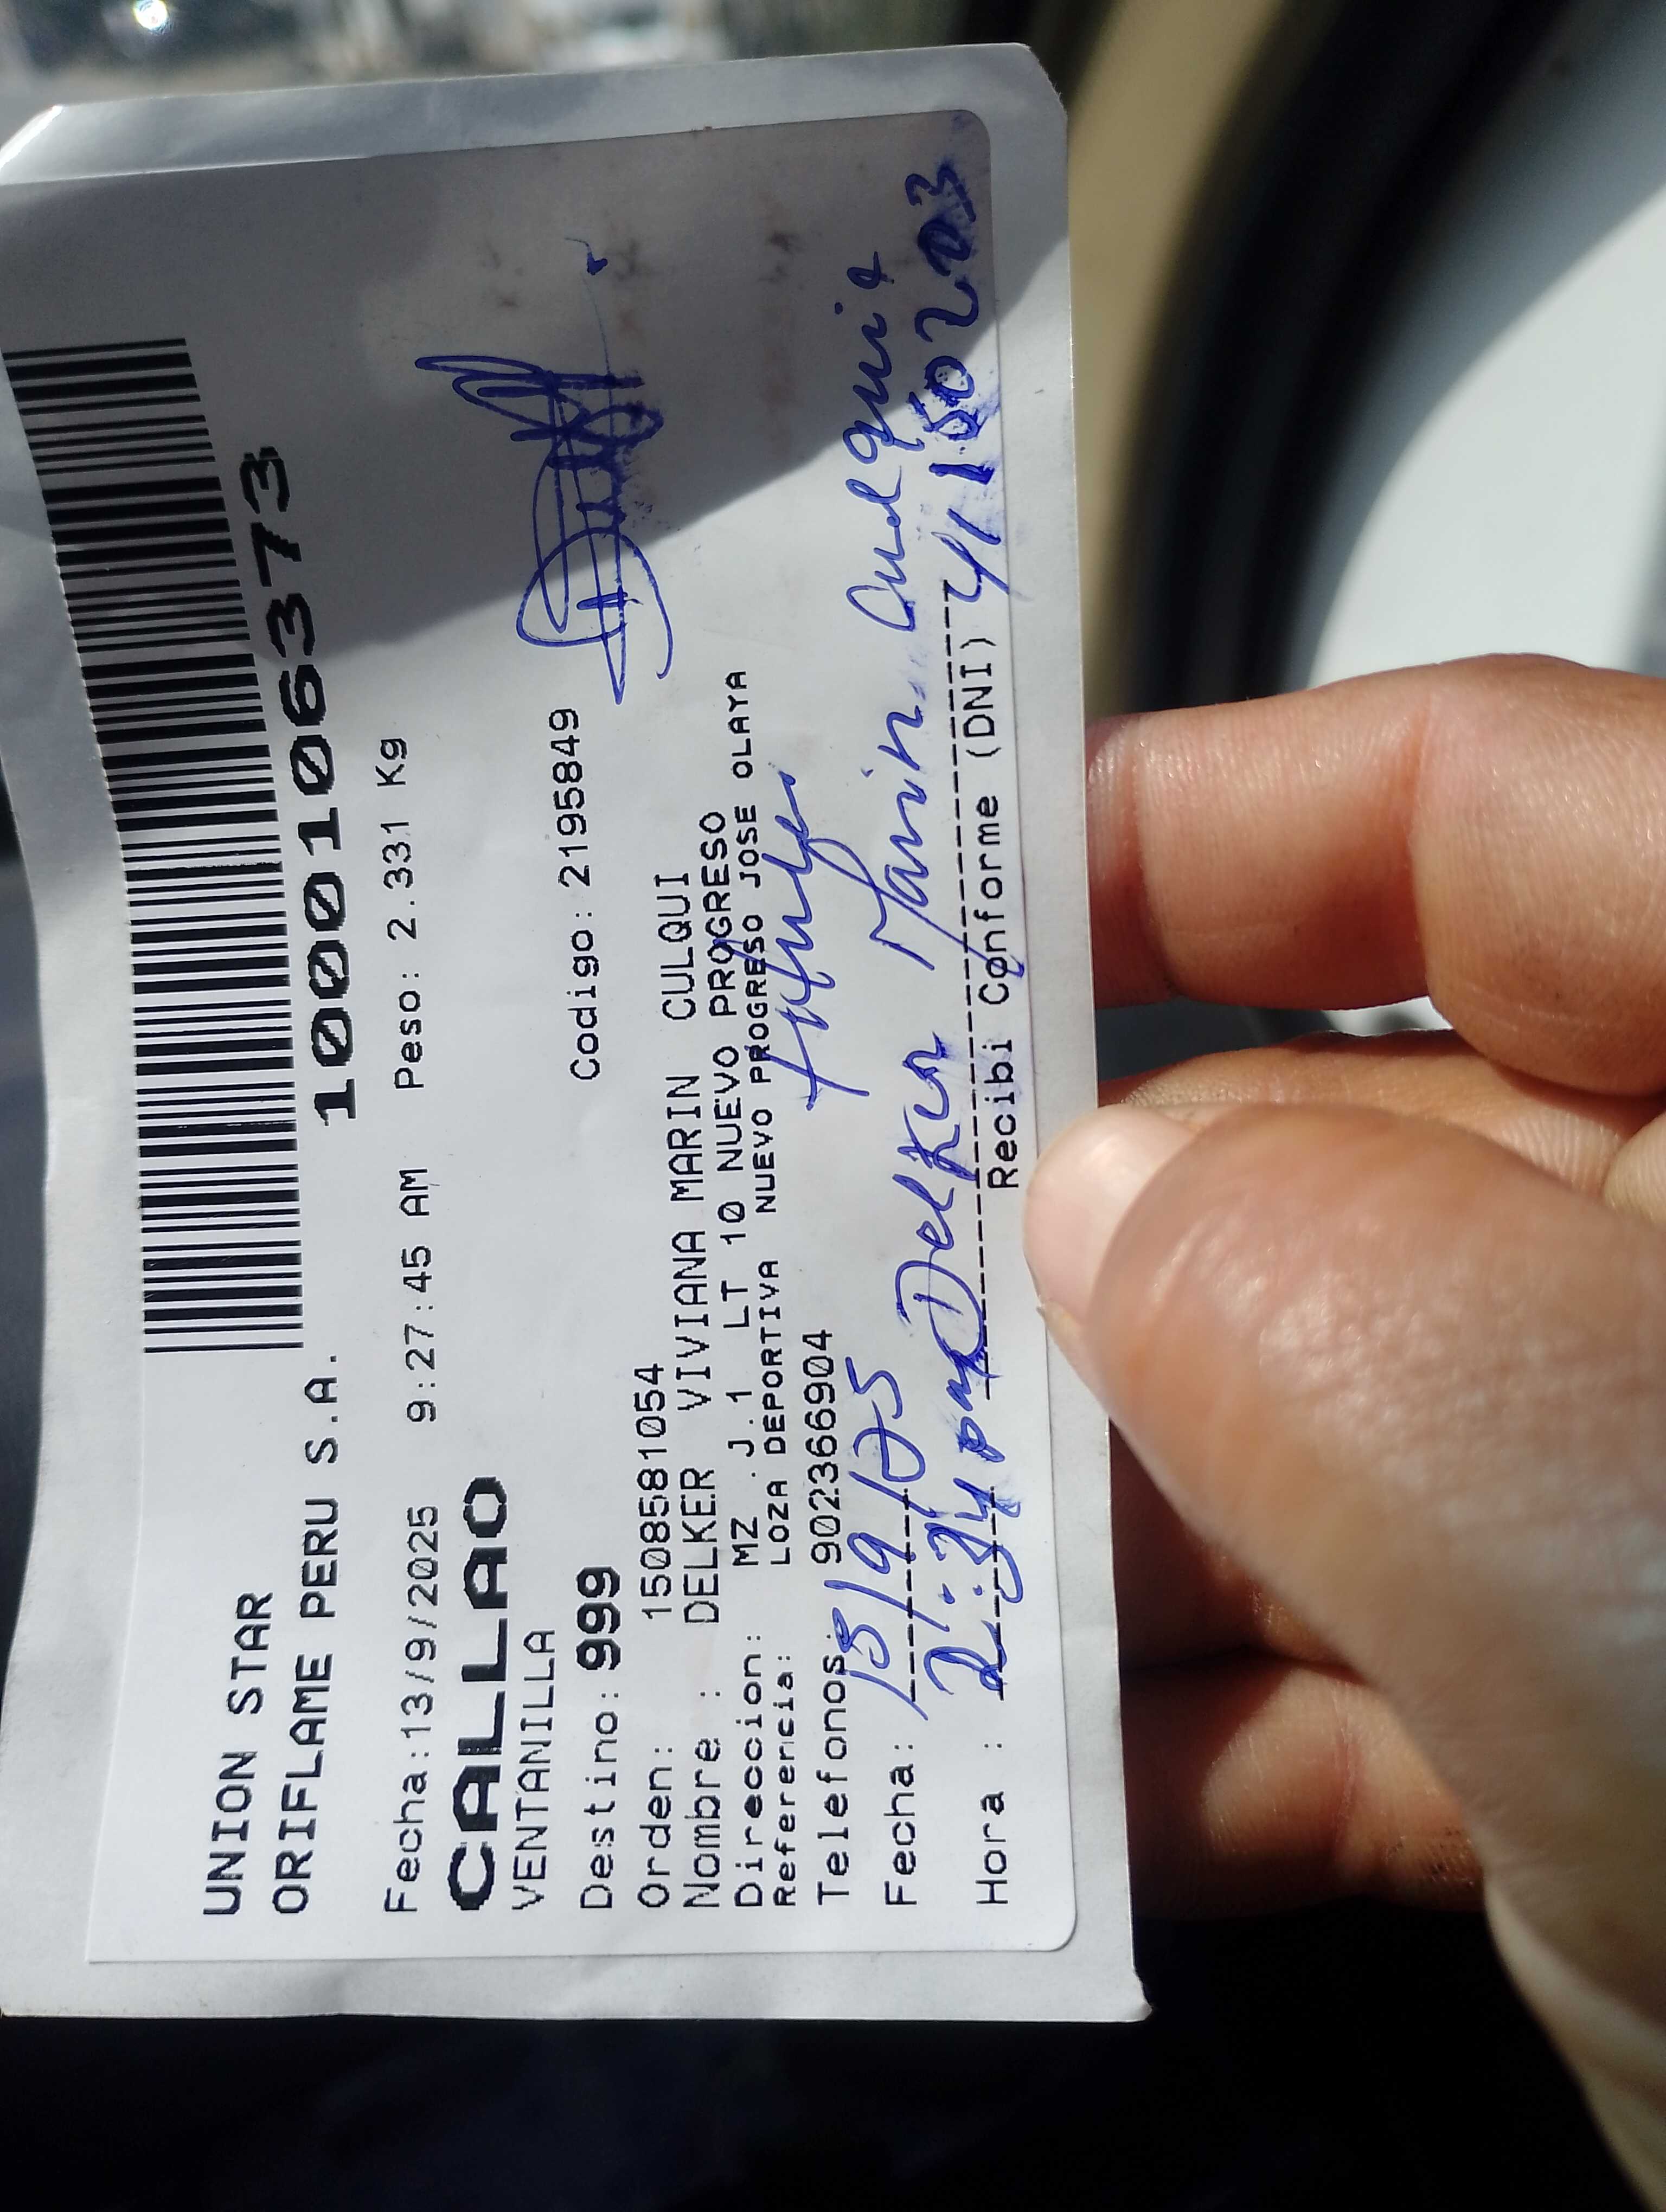 UNION STAR
ORIFLAME PERU S.A.
1000106373
Fecha:13/9/2025 9:27:45 AM Peso: 2.331 Kg
CALLAO
VENTANILLA
Destino: 999 Codigo: 2195849
Orden: 1508581054
Nombre : DELKER VIVIANA MARIN CULQUI
Direccion: MZ . J.1 LT 10 NUEVO PROGRESO
Referencia: LOZA DEPORTIVA NUEVO PROGRESO JOSE OLAYA
Telefonos: 902366904
Fecha: 15/9/25 Delker Marin
Hora : 2:34 pm 41150203
Recibi Conforme (DNI)